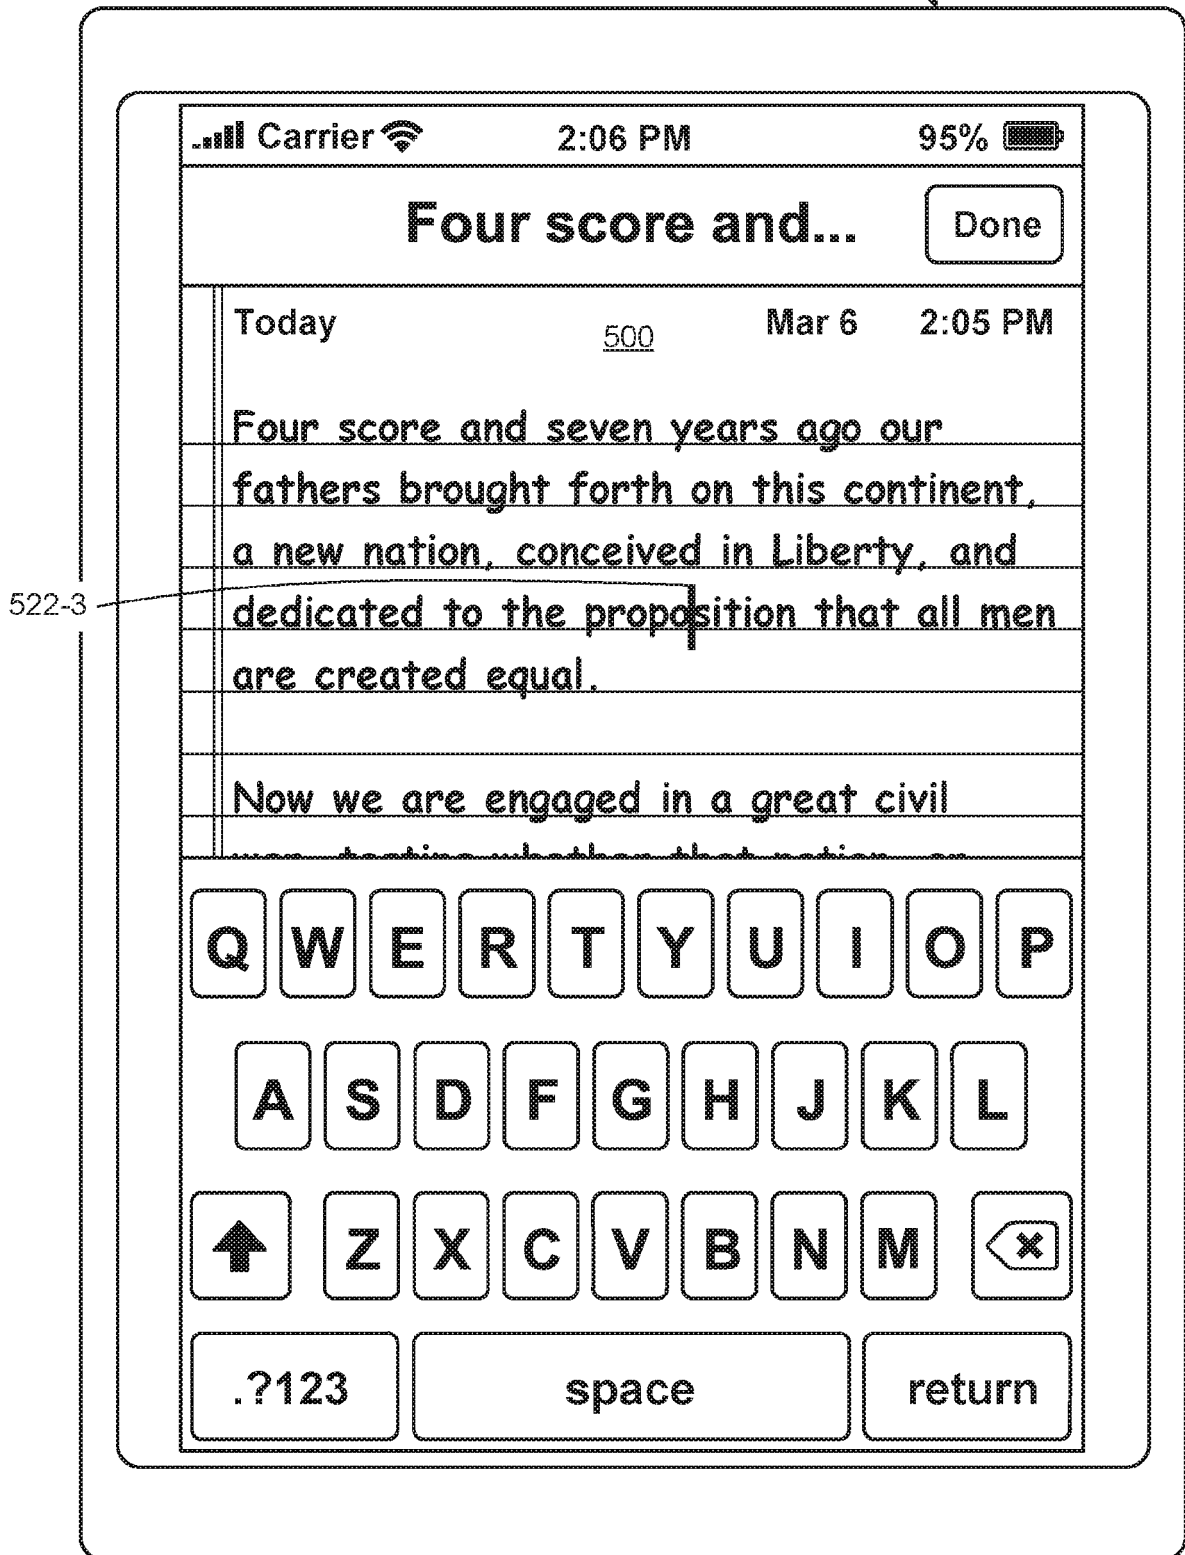 Carrier 2:06 PM 95%
Four score and... Done
Today 500 Mar 6 2:05 PM
Four score and seven years ago our
fathers brought forth on this continent,
a new nation, conceived in Liberty, and
522-3 dedicated to the proposition that all men
are created equal.
Now we are engaged in a great civil
Q W E R T Y U I O P
A S D F G H J K L
Z X C V B N M
.?123 space return